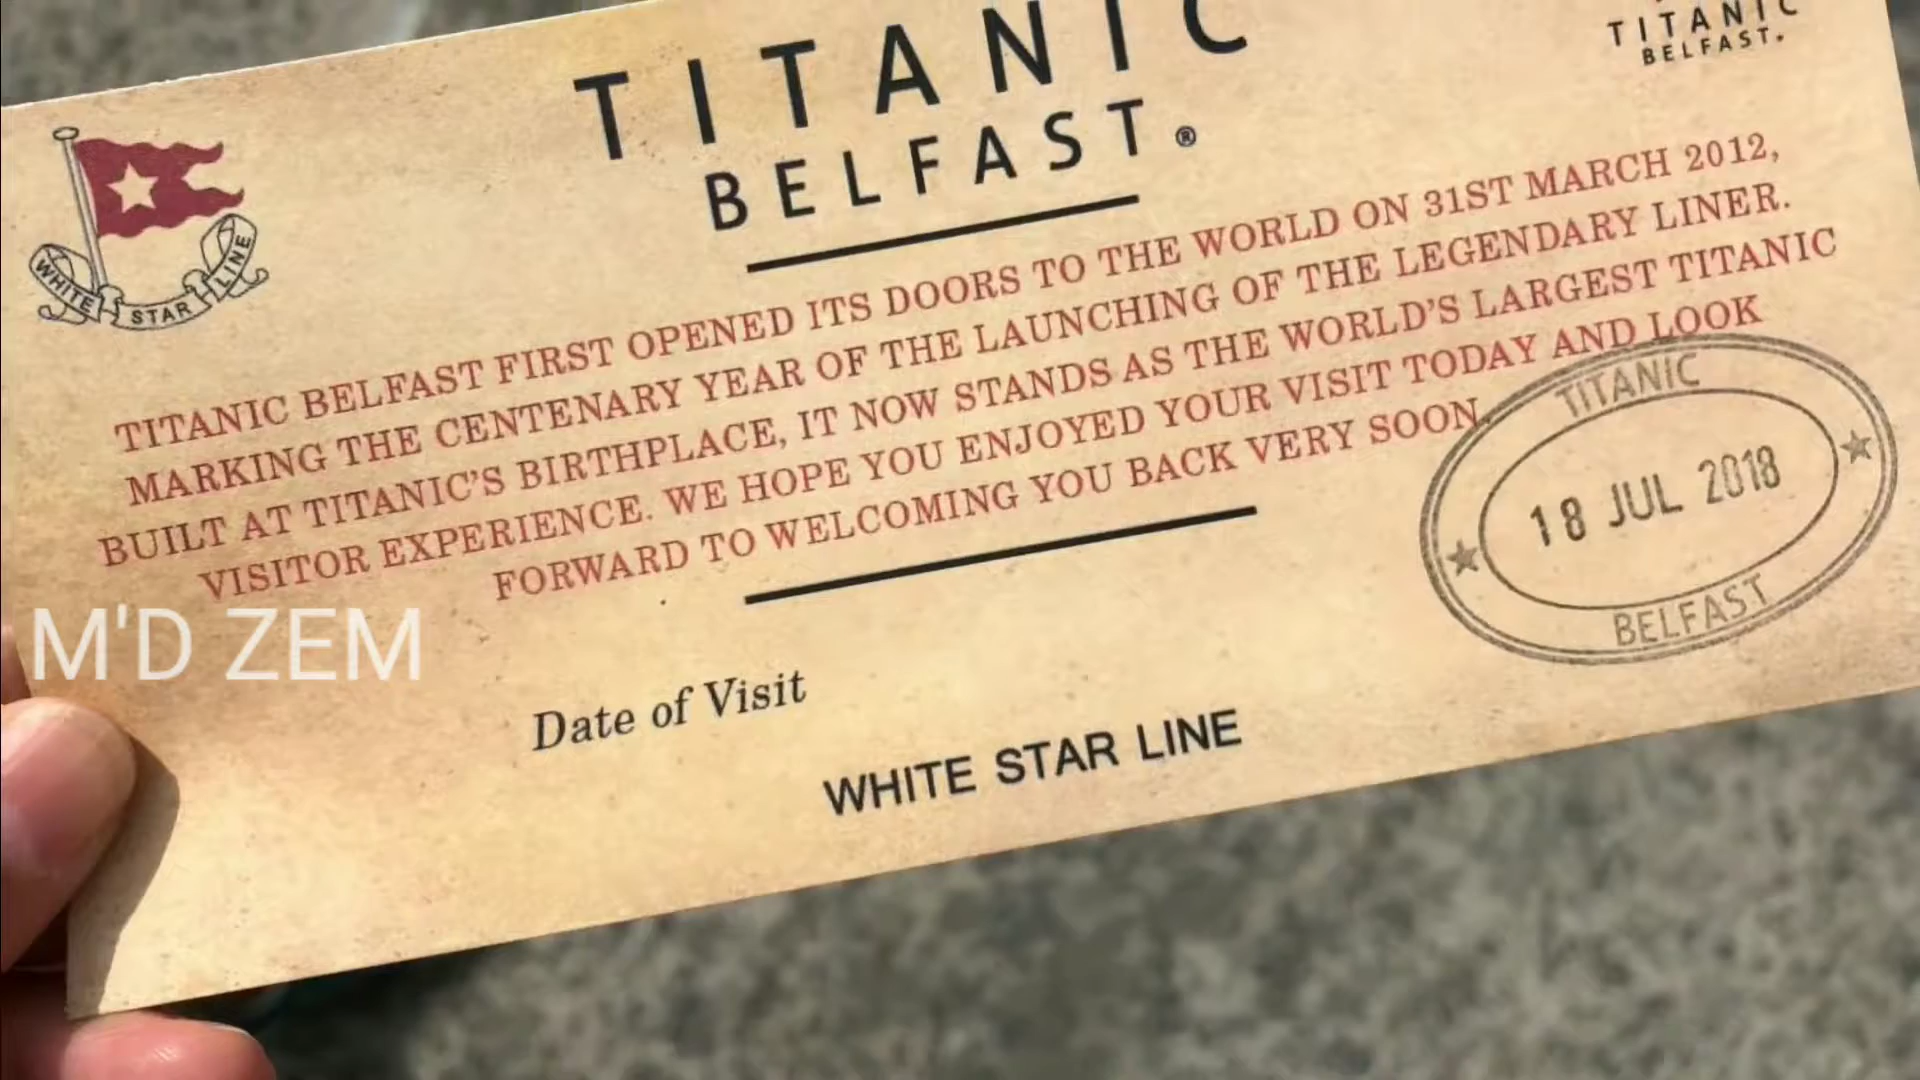 TITANIC
BELFAST.®
TITANIC
BELFAST.
WHITE STAR LINE
TITANIC BELFAST FIRST OPENED ITS DOORS TO THE WORLD ON 31ST MARCH 2012,
MARKING THE CENTENARY YEAR OF THE LAUNCHING OF THE LEGENDARY LINER.
BUILT AT TITANIC'S BIRTHPLACE, IT NOW STANDS AS THE WORLD'S LARGEST TITANIC
VISITOR EXPERIENCE. WE HOPE YOU ENJOYED YOUR VISIT TODAY AND LOOK
FORWARD TO WELCOMING YOU BACK VERY SOON.
TITANIC
18 JUL 2018
BELFAST
M'D ZEM
Date of Visit
WHITE STAR LINE